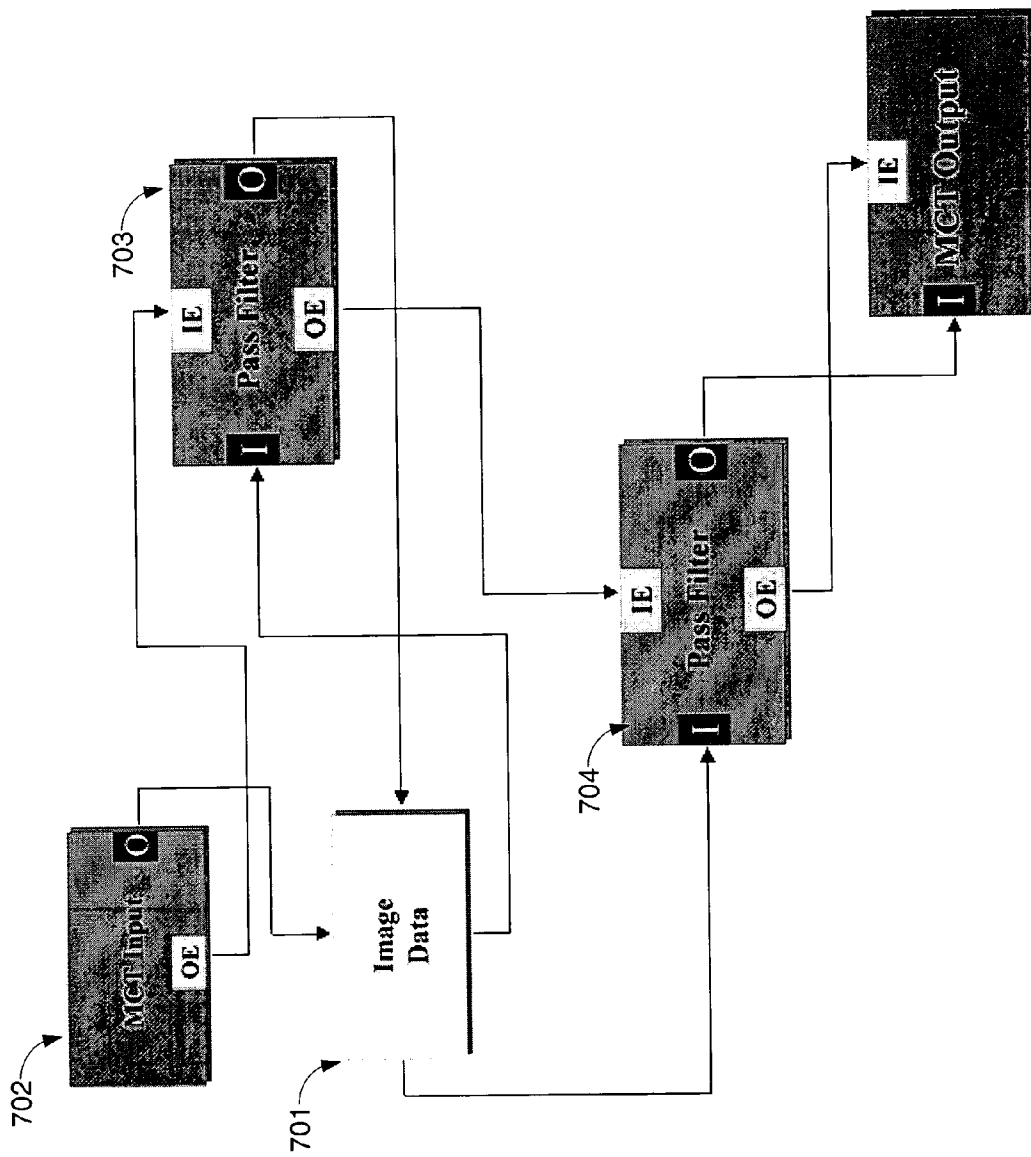 702
MCT Input
O
OE
701
Image
Data
703
IE
Pass Filter
I
O
OE
704
IE
Pass Filter
I
O
OE
IE
I
MCT Output